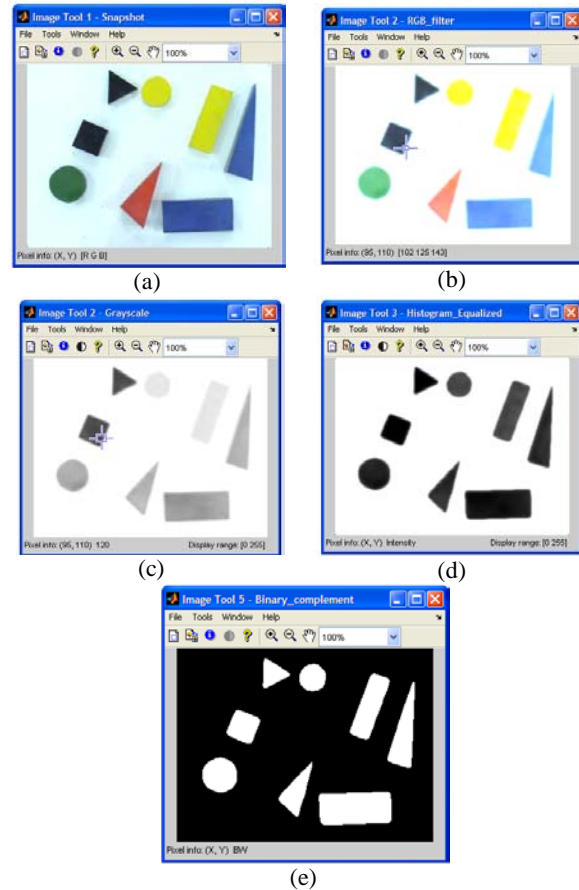 Image Tool 1 - Snapshot
File Tools Window Help
100%
Pixel info: (X, Y) [R G B]
(a)
Image Tool 2 - RGB_filter
File Tools Window Help
100%
Pixel info: (95, 110) [102 125 143]
(b)
Image Tool 2 - Grayscale
File Tools Window Help
100%
Pixel info: (95, 110) 120 Display range: [0 255]
(c)
Image Tool 3 - Histogram_Equalized
File Tools Window Help
100%
Pixel info: (X, Y) Intensity Display range: [0 255]
(d)
Image Tool 5 - Binary_complement
File Tools Window Help
100%
Pixel info: (X, Y) BW
(e)